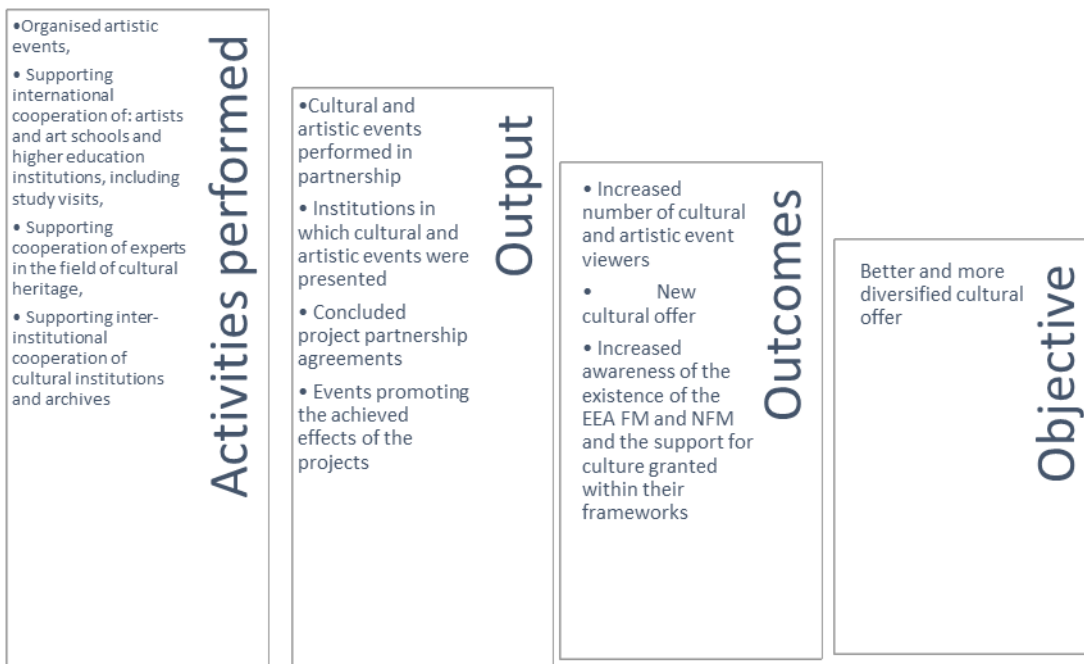 •Organised artistic
events,
• Supporting
international
cooperation of: artists
and art schools and
higher education
institutions, including
study visits,
• Supporting
cooperation of experts
in the field of cultural
heritage,
• Supporting inter-
institutional
cooperation of
cultural institutions
and archives
Activities performed
•Cultural and
artistic events
performed in
partnership
• Institutions in
which cultural and
artistic events were
presented
• Concluded
project partnership
agreements
• Events promoting
the achieved
effects of the
projects
Output
• Increased
number of cultural
and artistic event
viewers
• New
cultural offer
• Increased
awareness of the
existence of the
EEA FM and NFM
and the support for
culture granted
within their
frameworks
Outcomes
Better and more
diversified cultural
offer
Objective